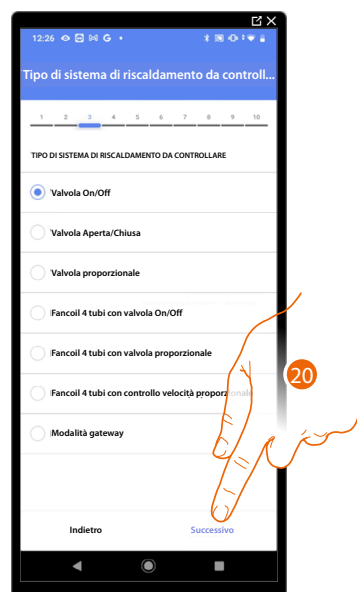 12:26 G
Tipo di sistema di riscaldamento da controll...
1 2 3 4 5 6 7 8 9 10
TIPO DI SISTEMA DI RISCALDAMENTO DA CONTROLLARE
Valvola On/Off
Valvola Aperta/Chiusa
Valvola proporzionale
Fancoil 4 tubi con valvola On/Off
Fancoil 4 tubi con valvola proporzionale
Fancoil 4 tubi con controllo velocità proporzionale
20
Modalità gateway
Indietro Successivo